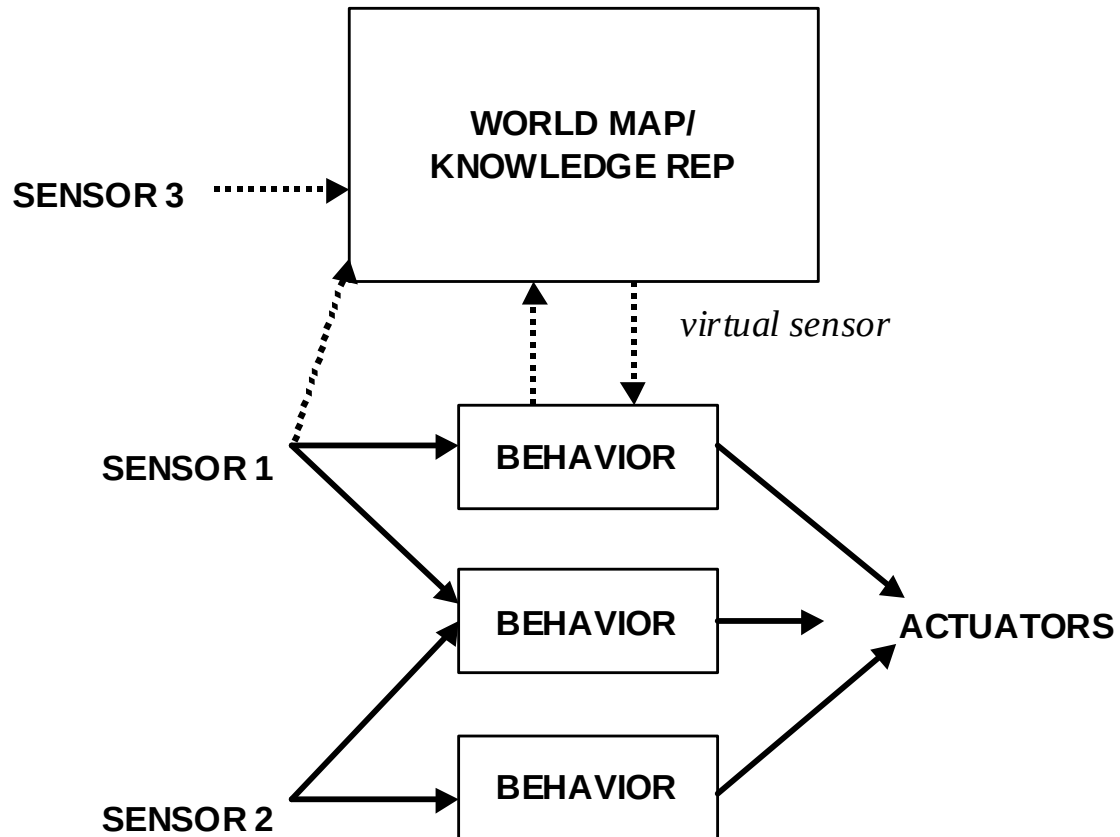 WORLD MAP/
KNOWLEDGE REP
SENSOR 3
virtual sensor
SENSOR 1
BEHAVIOR
BEHAVIOR
ACTUATORS
BEHAVIOR
SENSOR 2